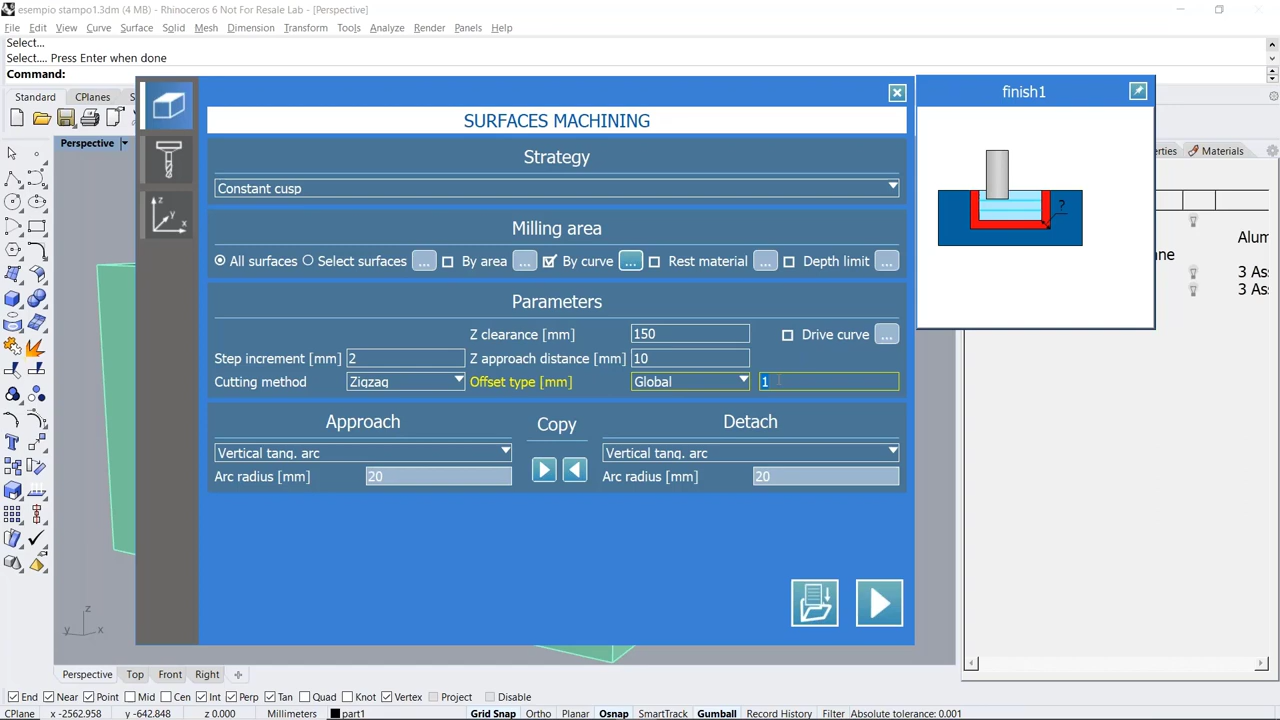 esempio stampo1.3dm (4 MB) - Rhinoceros 6 Not For Resale Lab - [Perspective]
File Edit View Curve Surface Solid Mesh Dimension Transform Tools Analyze Render Panels Help
Select...
Select.... Press Enter when done
Command:
Standard CPlanes S
Perspective
finish1
?
SURFACES MACHINING
Strategy
Constant cusp
Milling area
All surfaces Select surfaces ... By area ... By curve ... Rest material ... Depth limit ...
Parameters
Z clearance [mm] 150 Drive curve ...
Step increment [mm] 2 Z approach distance [mm] 10
Cutting method Zigzag Offset type [mm] Global 1
Approach Copy Detach
Vertical tang. arc Vertical tang. arc
Arc radius [mm] 20 Arc radius [mm] 20
z y x
erties Materials
Alum
ne
3 Ass
3 Ass
z
y x
Perspective Top Front Right
End Near Point Mid Cen Int Perp Tan Quad Knot Vertex Project Disable
CPlane x -2562.958 y -642.848 z 0.000 Millimeters part1 Grid Snap Ortho Planar Osnap SmartTrack Gumball Record History Filter Absolute tolerance: 0.001